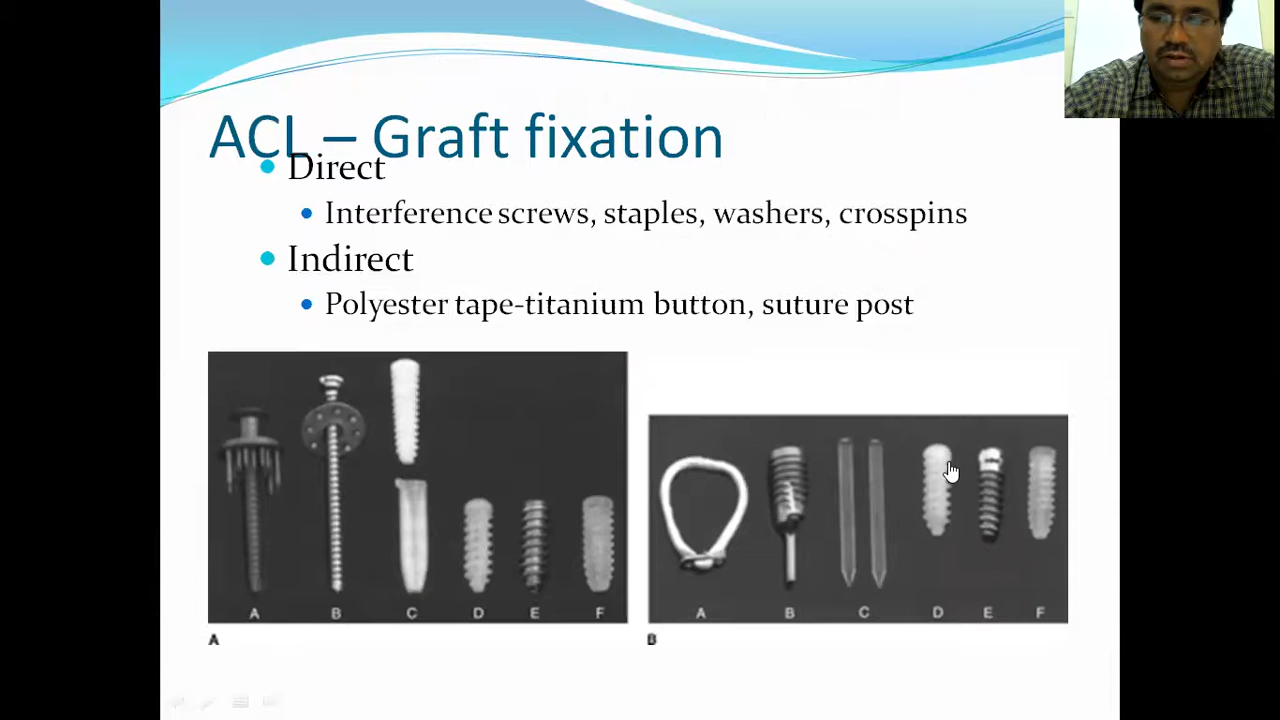 ACL – Graft fixation
Direct
Interference screws, staples, washers, crosspins
Indirect
Polyester tape-titanium button, suture post
A B C D E F
A B C D E F
A
B